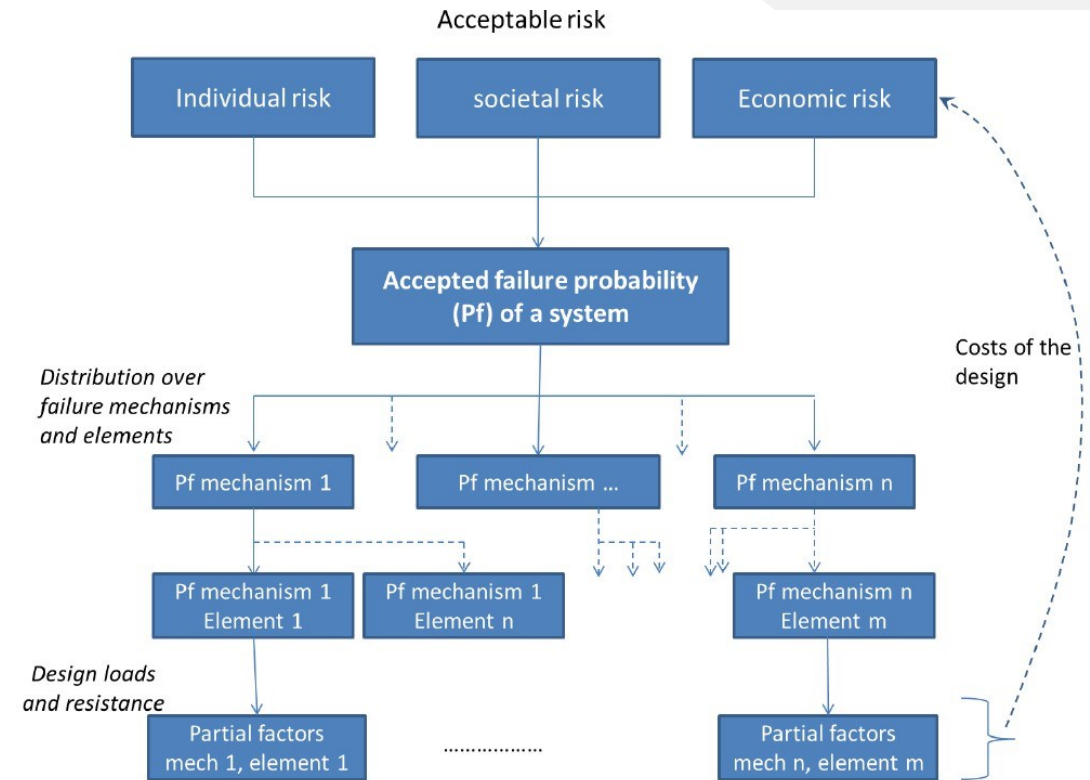 Acceptable risk
Individual risk
societal risk
Economic risk
Accepted failure probability
(Pf) of a system
Costs of the
design
Distribution over
failure mechanisms
and elements
Pf mechanism 1
Pf mechanism ...
Pf mechanism n
Pf mechanism 1
Element 1
Pf mechanism 1
Element n
Pf mechanism n
Element m
Design loads
and resistance
Partial factors
mech 1, element 1
..................
Partial factors
mech n, element m